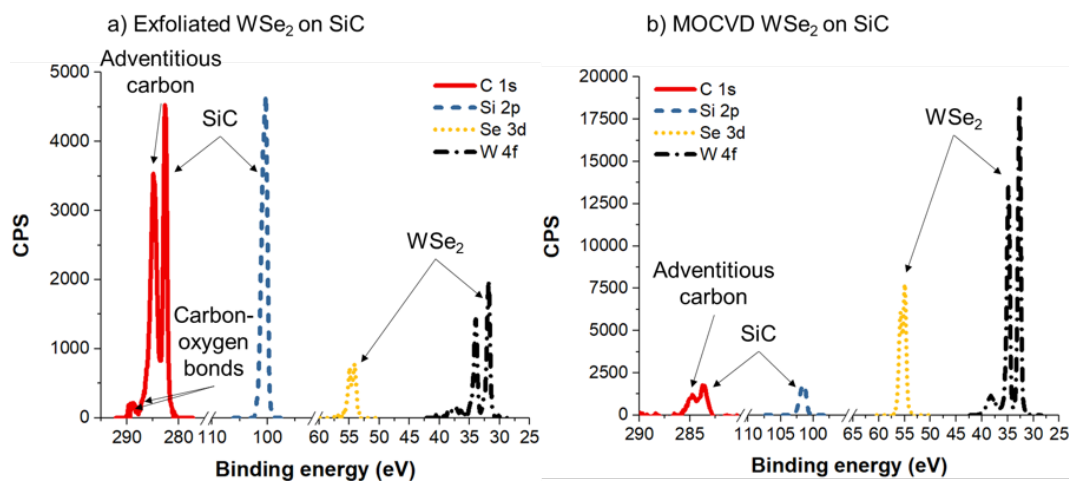 a) Exfoliated WSe₂ on SiC
Adventitious
carbon
SiC
C 1s
Si 2p
Se 3d
W 4f
WSe₂
Carbon-
oxygen
bonds
CPS
5000
4000
3000
2000
1000
0
290 280 110 100 60 55 50 45 40 35 30 25
Binding energy (eV)
b) MOCVD WSe₂ on SiC
C 1s
Si 2p
Se 3d
W 4f
WSe₂
Adventitious
carbon
SiC
CPS
20000
17500
15000
12500
10000
7500
5000
2500
0
290 285 110 105 100 65 60 55 50 45 40 35 30 25
Binding energy (eV)